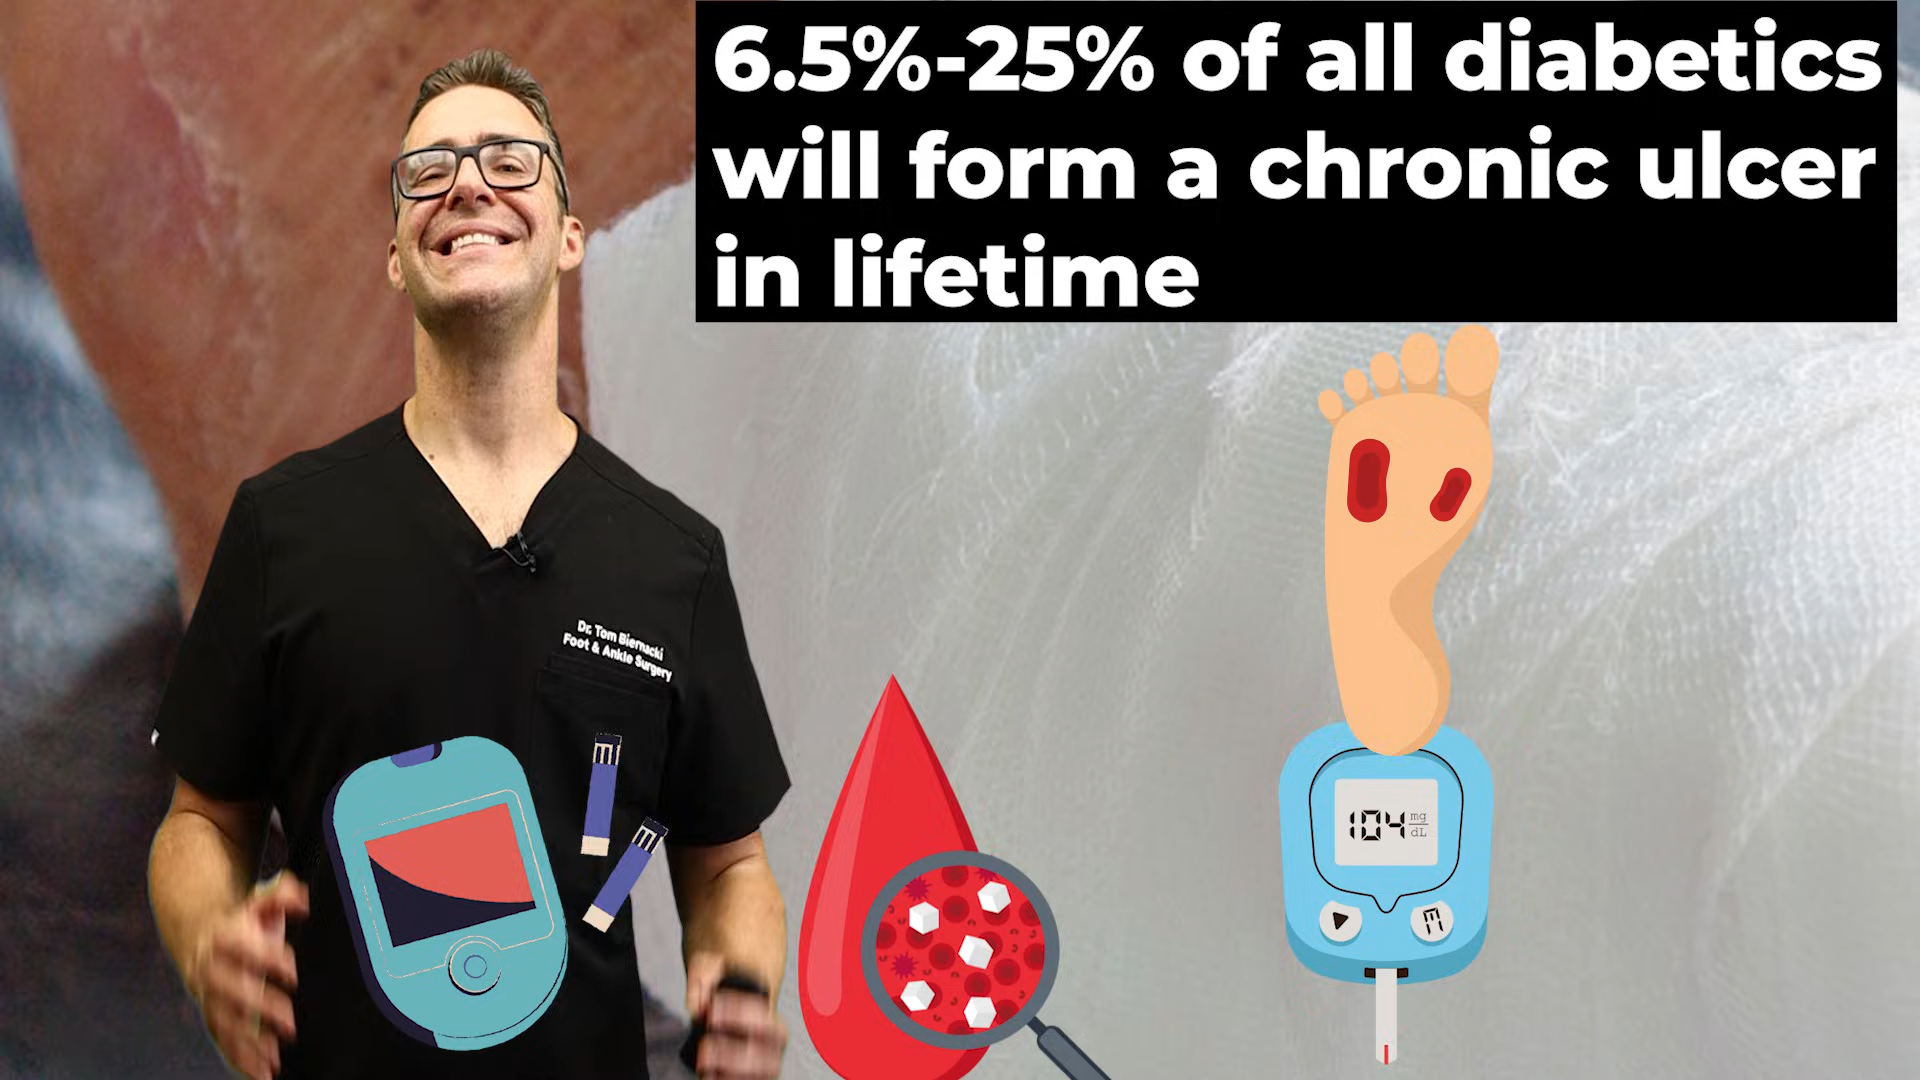 6.5%-25% of all diabetics
will form a chronic ulcer
in lifetime
Dr. Tom Biernacki
Foot & Ankle Surgery
104 mg
dL